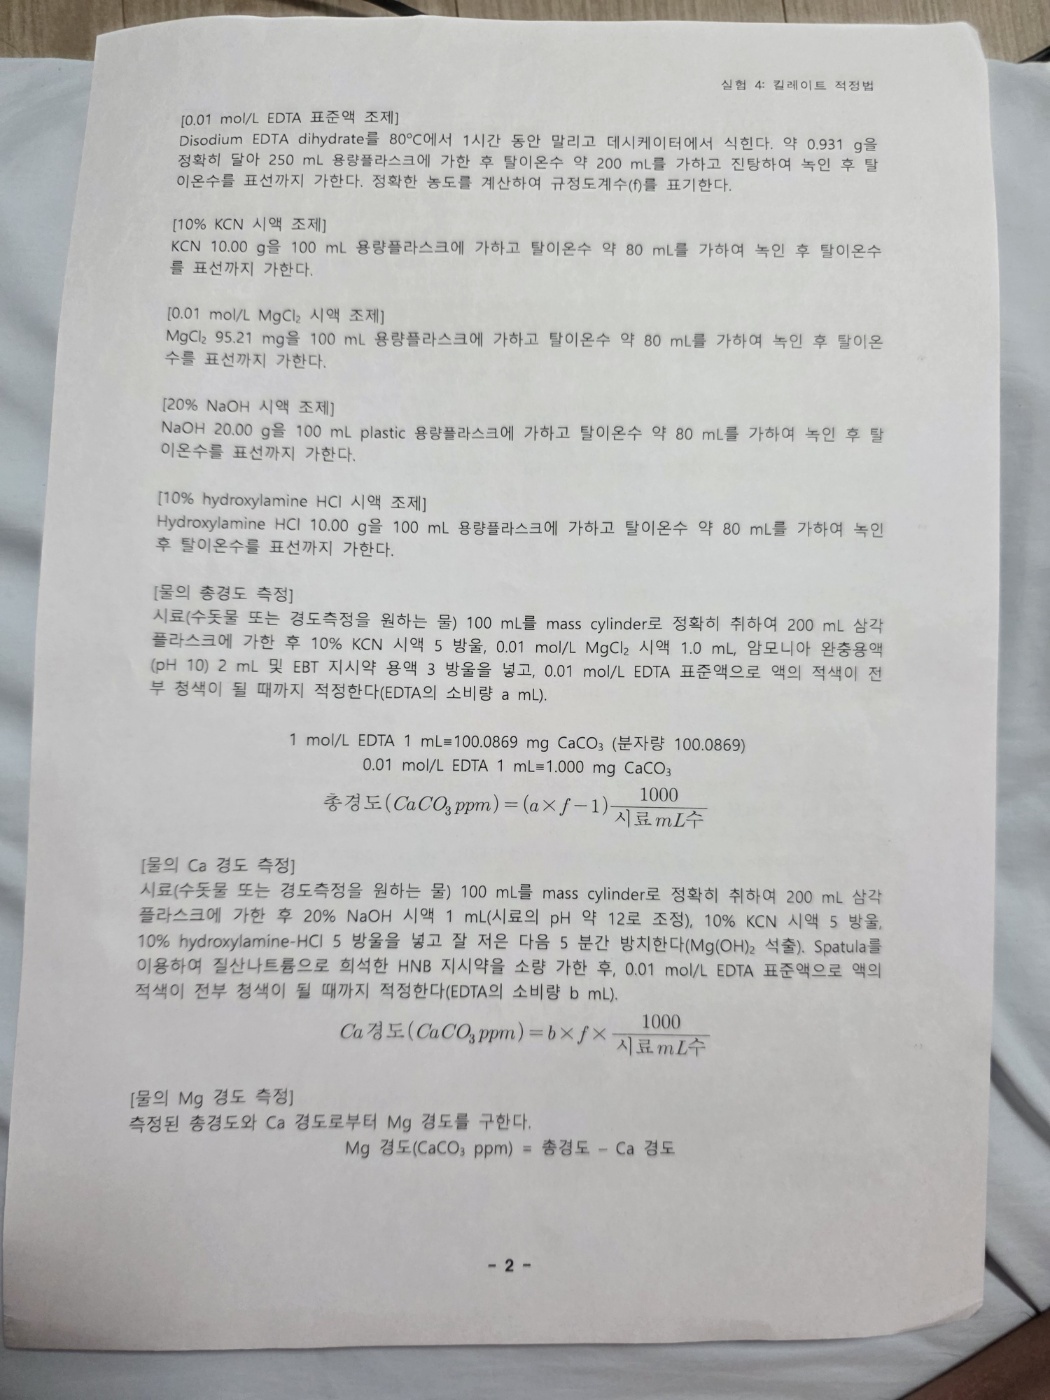 실험 4: 킬레이트 적정법
[0.01 mol/L EDTA 표준액 조제]
Disodium EDTA dihydrate를 80℃에서 1시간 동안 말리고 데시케이터에서 식힌다. 약 0.931 g을
정확히 달아 250 mL 용량플라스크에 가한 후 탈이온수 약 200 mL를 가하고 진탕하여 녹인 후 탈
이온수를 표선까지 가한다. 정확한 농도를 계산하여 규정도계수(f)를 표기한다.
[10% KCN 시액 조제]
KCN 10.00 g을 100 mL 용량플라스크에 가하고 탈이온수 약 80 mL를 가하여 녹인 후 탈이온수
를 표선까지 가한다.
[0.01 mol/L MgCl₂ 시액 조제]
MgCl₂ 95.21 mg을 100 mL 용량플라스크에 가하고 탈이온수 약 80 mL를 가하여 녹인 후 탈이온
수를 표선까지 가한다.
[20% NaOH 시액 조제]
NaOH 20.00 g을 100 mL plastic 용량플라스크에 가하고 탈이온수 약 80 mL를 가하여 녹인 후 탈
이온수를 표선까지 가한다.
[10% hydroxylamine HCl 시액 조제]
Hydroxylamine HCl 10.00 g을 100 mL 용량플라스크에 가하고 탈이온수 약 80 mL를 가하여 녹인
후 탈이온수를 표선까지 가한다.
[물의 총경도 측정]
시료(수돗물 또는 경도측정을 원하는 물) 100 mL를 mass cylinder로 정확히 취하여 200 mL 삼각
플라스크에 가한 후 10% KCN 시액 5 방울, 0.01 mol/L MgCl₂ 시액 1.0 mL, 암모니아 완충용액
(pH 10) 2 mL 및 EBT 지시약 용액 3 방울을 넣고, 0.01 mol/L EDTA 표준액으로 액의 적색이 전
부 청색이 될 때까지 적정한다(EDTA의 소비량 a mL).
1 mol/L EDTA 1 mL≡100.0869 mg CaCO₃ (분자량 100.0869)
0.01 mol/L EDTA 1 mL≡1.000 mg CaCO₃
총경도(CaCO₃ppm)=(a×f-1) 1000/시료mL수
[물의 Ca 경도 측정]
시료(수돗물 또는 경도측정을 원하는 물) 100 mL를 mass cylinder로 정확히 취하여 200 mL 삼각
플라스크에 가한 후 20% NaOH 시액 1 mL(시료의 pH 약 12로 조정), 10% KCN 시액 5 방울,
10% hydroxylamine-HCl 5 방울을 넣고 잘 저은 다음 5 분간 방치한다(Mg(OH)₂ 석출). Spatula를
이용하여 질산나트륨으로 희석한 HNB 지시약을 소량 가한 후, 0.01 mol/L EDTA 표준액으로 액의
적색이 전부 청색이 될 때까지 적정한다(EDTA의 소비량 b mL).
Ca경도(CaCO₃ppm)=b×f× 1000/시료mL수
[물의 Mg 경도 측정]
측정된 총경도와 Ca 경도로부터 Mg 경도를 구한다.
Mg 경도(CaCO₃ ppm) = 총경도 - Ca 경도
- 2 -